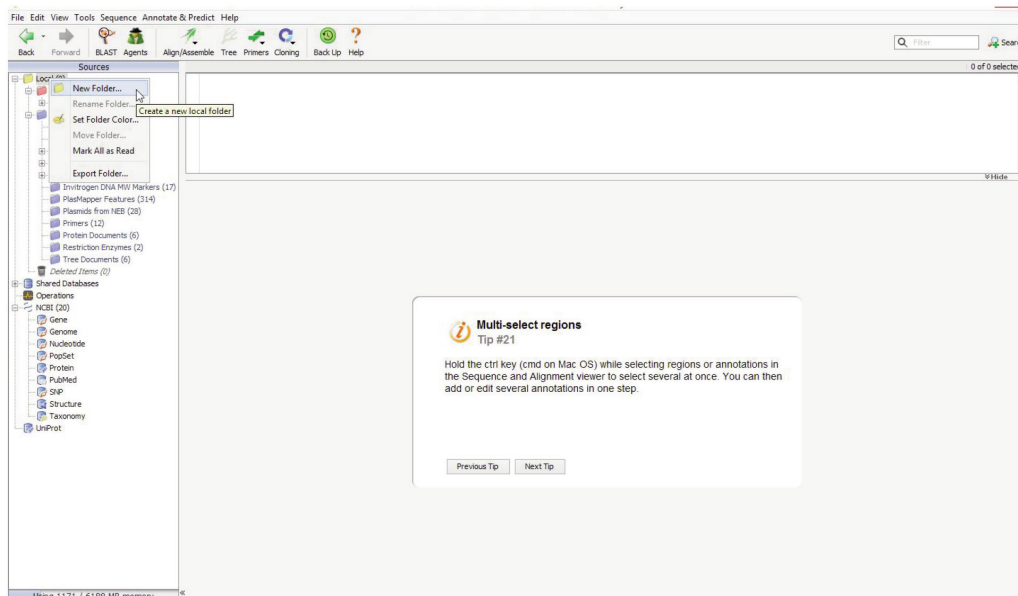 File Edit View Tools Sequence Annotate & Predict Help
Back Forward BLAST Agents Align/Assemble Tree Primers Cloning Back Up Help
Filter
Sear
Sources
0 of 0 selected
New Folder...
Rename Folder...
Create a new local folder
Set Folder Color...
Move Folder...
Mark All as Read
Export Folder...
Hide
Invitrogen DNA MW Markers (17)
PlasMapper Features (314)
Plasmids from NEB (28)
Primers (12)
Protein Documents (6)
Restriction Enzymes (2)
Tree Documents (6)
Deleted Items (0)
Shared Databases
Operations
NCBI (20)
Gene
Genome
Nucleotide
PopSet
Protein
PubMed
SNP
Structure
Taxonomy
UniProt
Multi-select regions
Tip #21
Hold the ctrl key (cmd on Mac OS) while selecting regions or annotations in
the Sequence and Alignment viewer to select several at once. You can then
add or edit several annotations in one step.
Previous Tip Next Tip
Using 1171 / 6188 MB memory